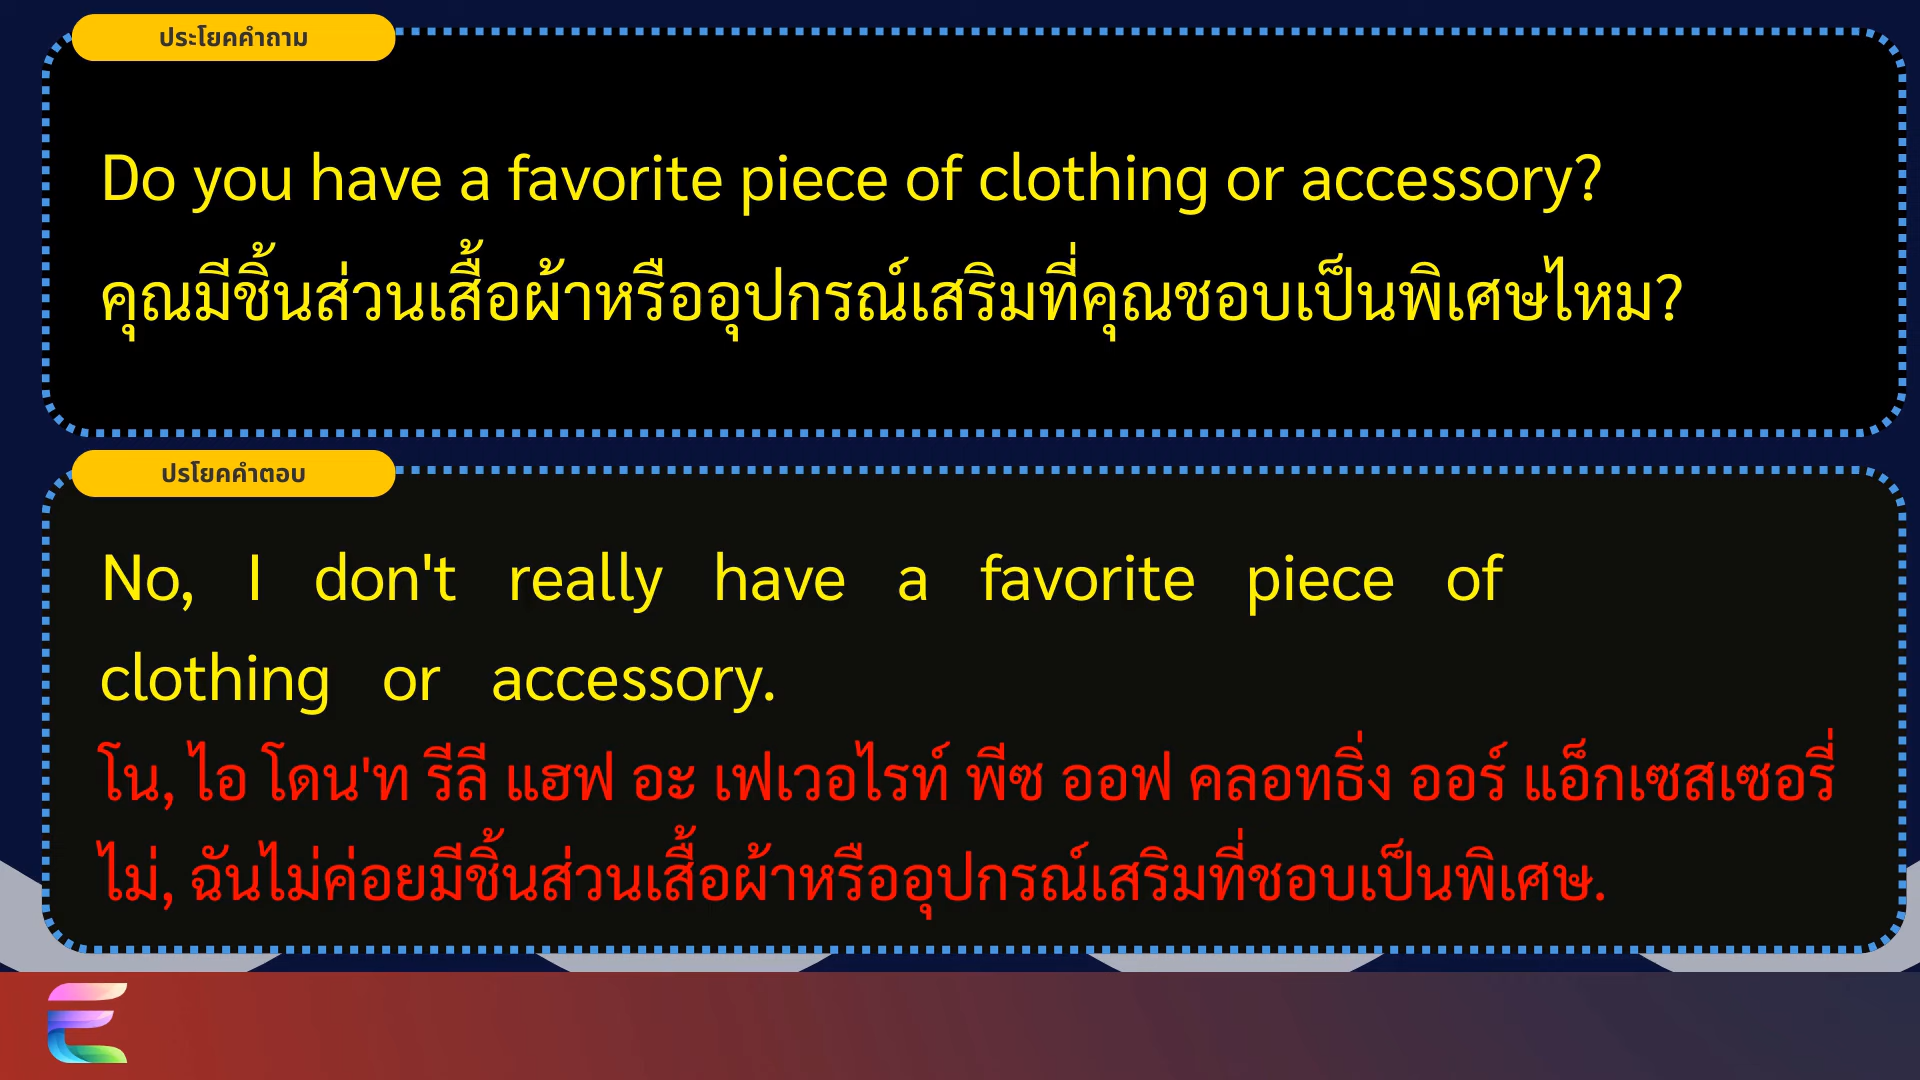 ประโยคคำถาม
Do you have a favorite piece of clothing or accessory?
คุณมีชิ้นส่วนเสื้อผ้าหรืออุปกรณ์เสริมที่คุณชอบเป็นพิเศษไหม?
ปรโยคคำตอบ
No, I don't really have a favorite piece of
clothing or accessory.
โน, ไอ โดน'ท รีลี แฮฟ อะ เฟเวอไรท์ พีซ ออฟ คลอทธิ่ง ออร์ แอ็กเซสเซอรี่
ไม่, ฉันไม่ค่อยมีชิ้นส่วนเสื้อผ้าหรืออุปกรณ์เสริมที่ชอบเป็นพิเศษ.